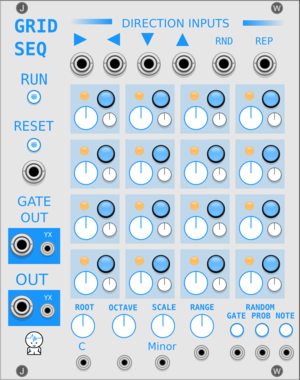 J
W
GRID
SEQ
DIRECTION INPUTS
RND
REP
RUN
RESET
GATE
OUT
YX
OUT
YX
ROOT
OCTAVE
SCALE
RANGE
RANDOM
GATE PROB NOTE
C
Minor
J
W